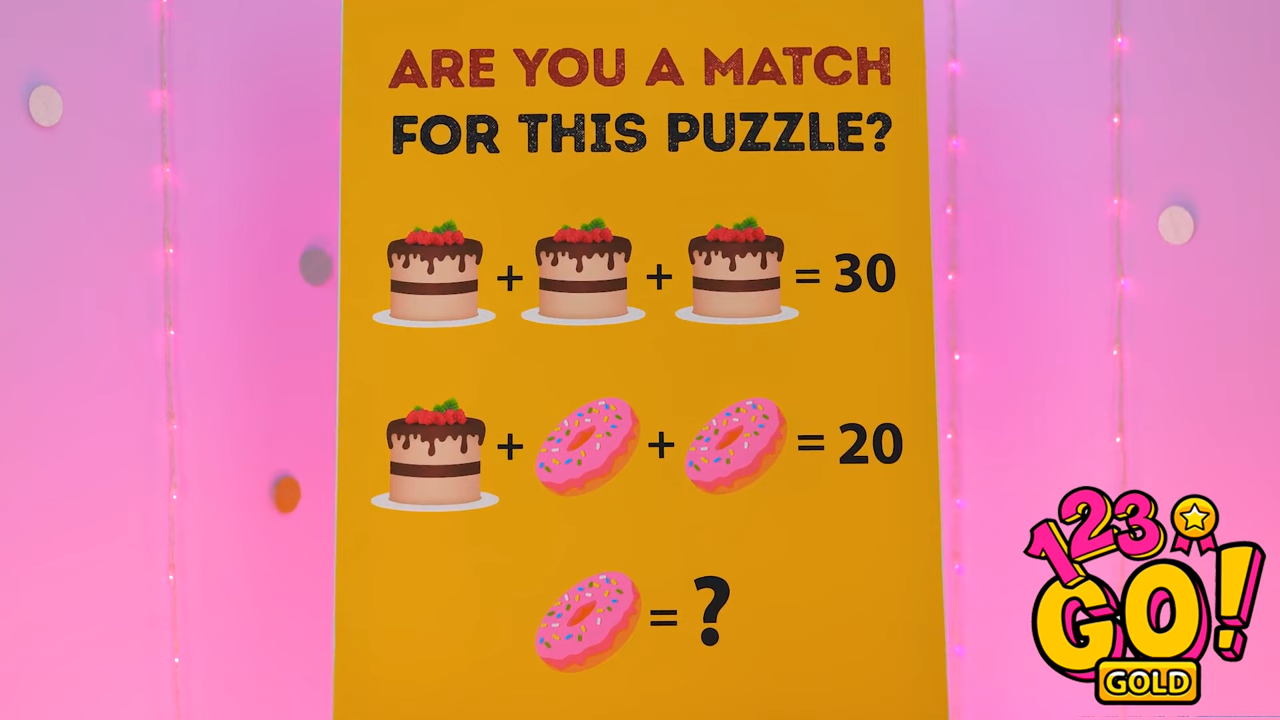 ARE YOU A MATCH
FOR THIS PUZZLE?
+ + = 30
+ + = 20
= ?
123
GO!
GOLD